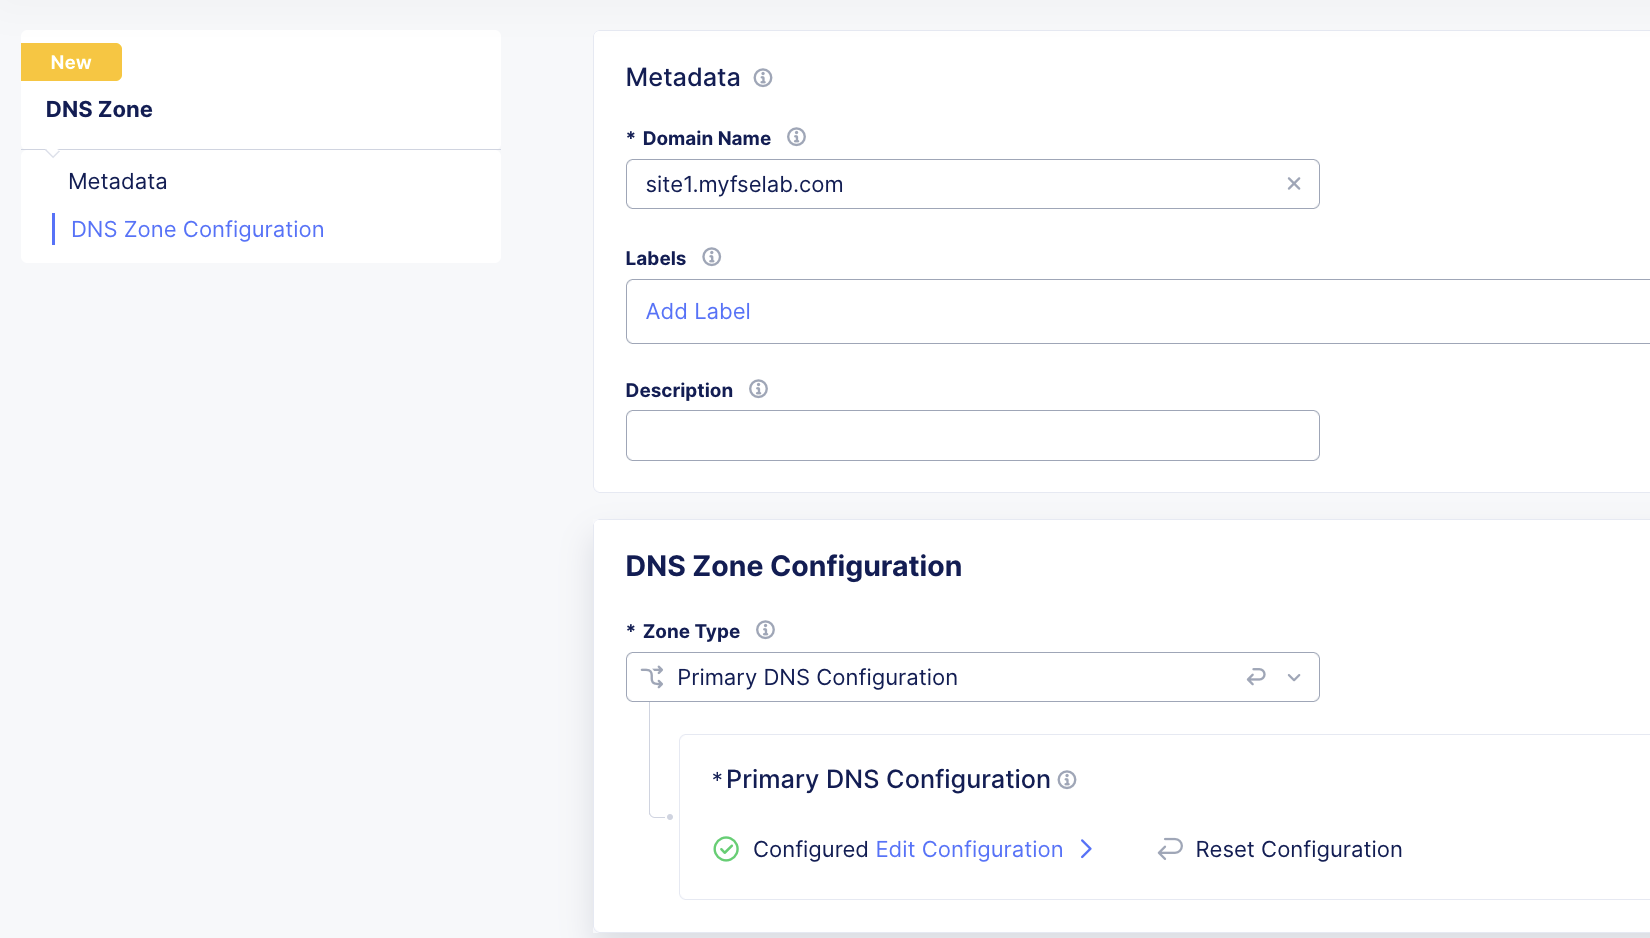 New
DNS Zone
Metadata
DNS Zone Configuration
Metadata
* Domain Name
site1.myfselab.com
Labels
Add Label
Description
DNS Zone Configuration
* Zone Type
Primary DNS Configuration
* Primary DNS Configuration
Configured Edit Configuration Reset Configuration